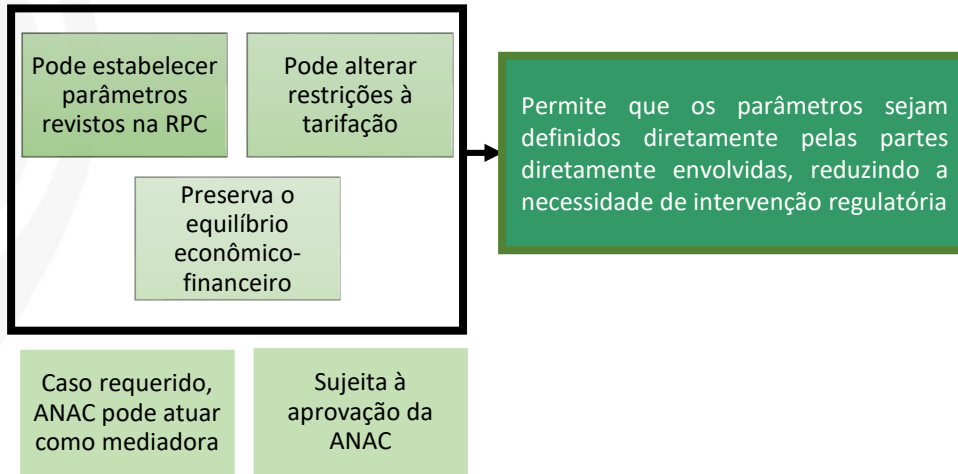 Pode estabelecer
parâmetros
revistos na RPC
Pode alterar
restrições à
tarifação
Preserva o
equilíbrio
econômico-
financeiro
Permite que os parâmetros sejam
definidos diretamente pelas partes
diretamente envolvidas, reduzindo a
necessidade de intervenção regulatória
Caso requerido,
ANAC pode atuar
como mediadora
Sujeita à
aprovação da
ANAC